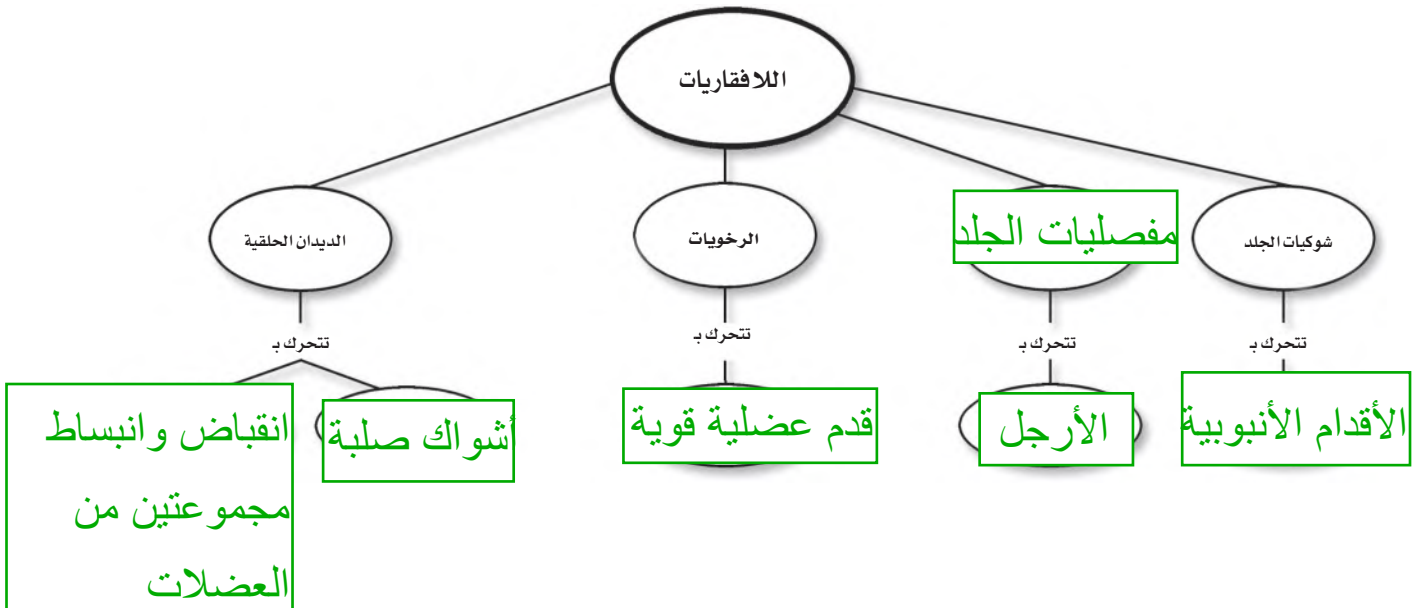 اللافقاريات
شوكيات الجلد
مفصليات الجلد
الرخويات
الديدان الحلقية
تتحرك بـ
تتحرك بـ
تتحرك بـ
تتحرك بـ
الأقدام الأنبوبية
الأرجل
قدم عضلية قوية
أشواك صلبة
انقباض وانبساط
مجموعتين من
العضلات